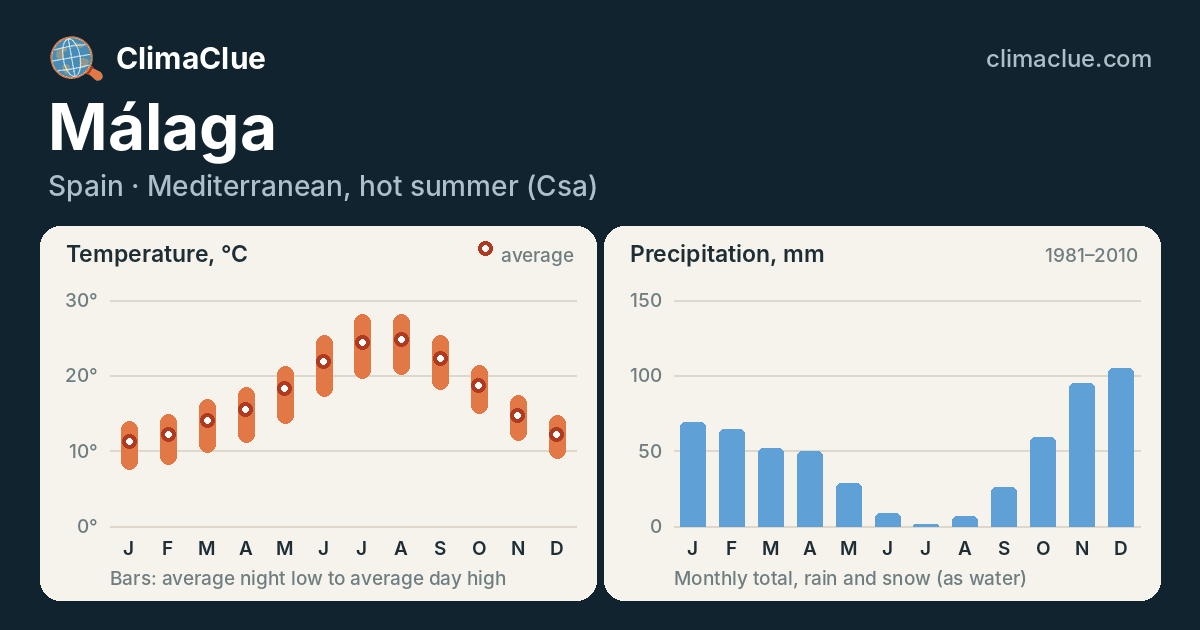 ClimaClue
climaclue.com
Málaga
Spain · Mediterranean, hot summer (Csa)
Temperature, °C
average
30°
20°
10°
0°
J F M A M J J A S O N D
Bars: average night low to average day high
Precipitation, mm
1981–2010
150
100
50
0
J F M A M J J A S O N D
Monthly total, rain and snow (as water)